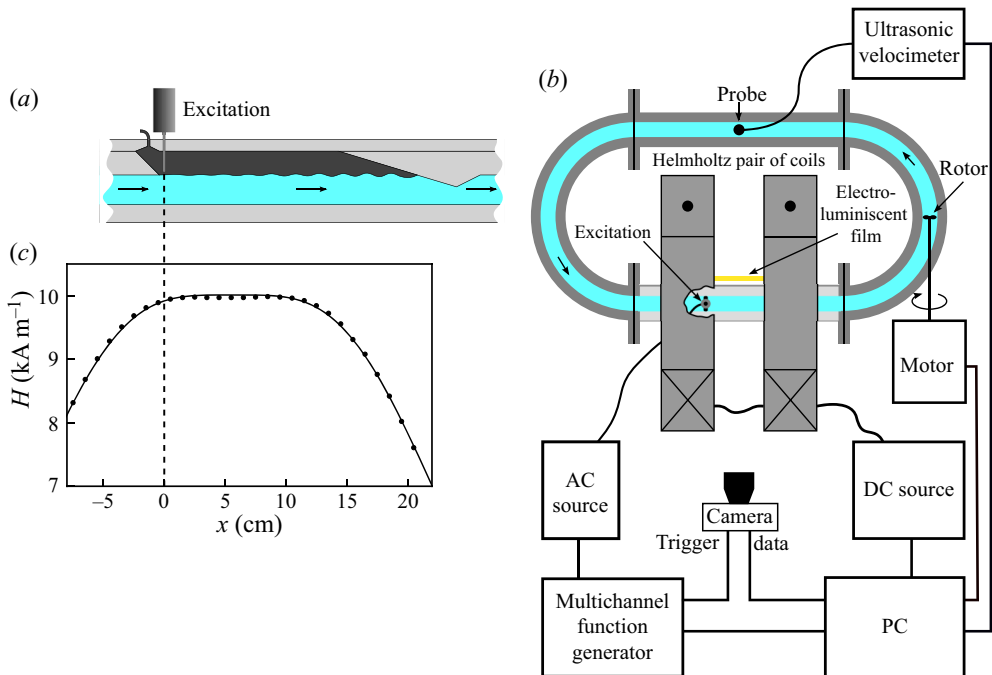 (a)
Excitation
(c)
H (kA m⁻¹)
10
9
8
7
−5
0
5
10
15
20
x (cm)
(b)
Ultrasonic
velocimeter
Probe
Helmholtz pair of coils
Electro-
luminiscent
film
Excitation
Rotor
Motor
AC
source
DC source
Camera
Trigger
data
Multichannel
function
generator
PC